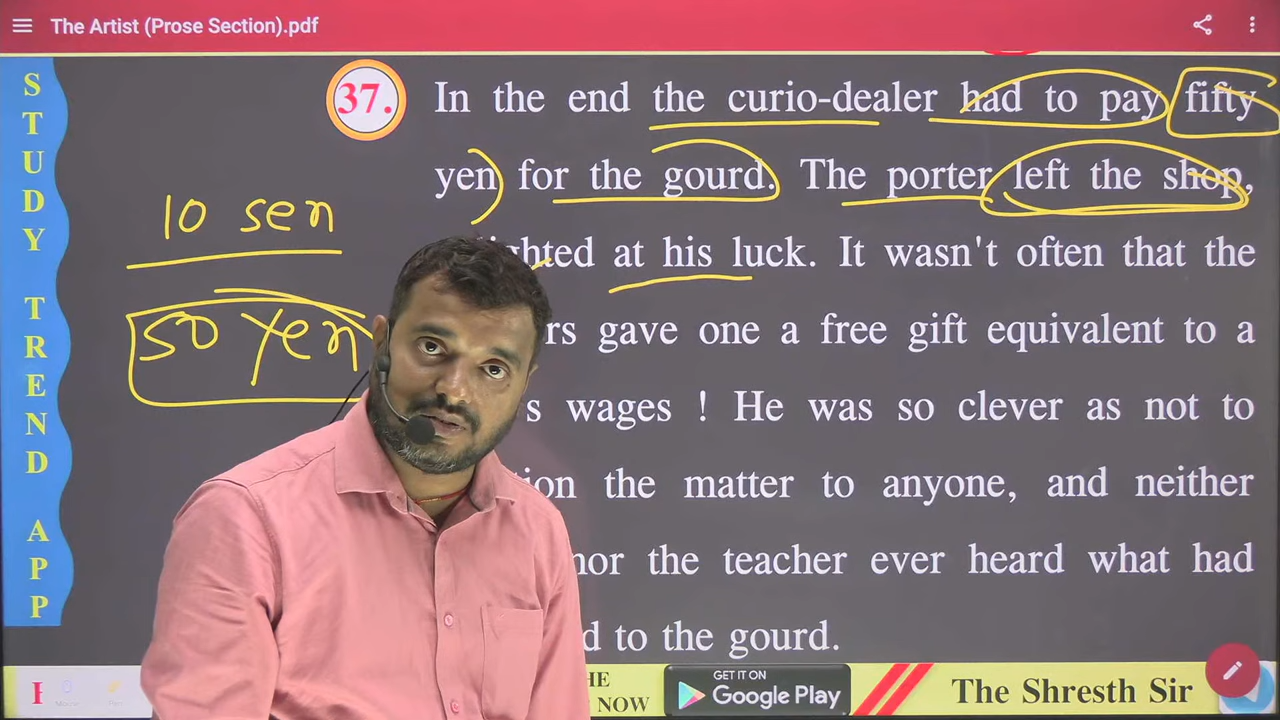 The Artist (Prose Section).pdf
STUDY TREND APP
37. In the end the curio-dealer had to pay fifty
yen for the gourd. The porter left the shop,
at his luck. It wasn't often that the
gave one a free gift equivalent to a
wages ! He was so clever as not to
the matter to anyone, and neither
nor the teacher ever heard what had
to the gourd.
10 sen
50 Yen
NOW
GET IT ON
Google Play
The Shresth Sir